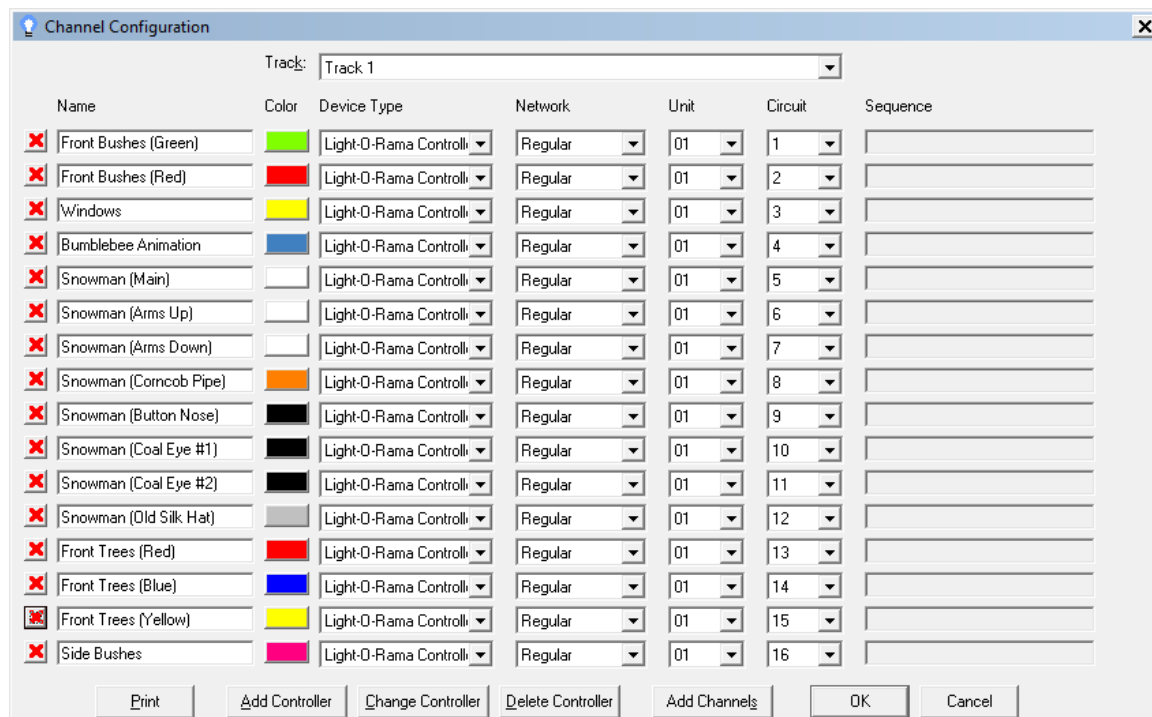 Channel Configuration
Track: Track 1
Name Color Device Type Network Unit Circuit Sequence
Front Bushes (Green) Light-O-Rama Controll Regular 01 1
Front Bushes (Red) Light-O-Rama Controll Regular 01 2
Windows Light-O-Rama Controll Regular 01 3
Bumblebee Animation Light-O-Rama Controll Regular 01 4
Snowman (Main) Light-O-Rama Controll Regular 01 5
Snowman (Arms Up) Light-O-Rama Controll Regular 01 6
Snowman (Arms Down) Light-O-Rama Controll Regular 01 7
Snowman (Corncob Pipe) Light-O-Rama Controll Regular 01 8
Snowman (Button Nose) Light-O-Rama Controll Regular 01 9
Snowman (Coal Eye #1) Light-O-Rama Controll Regular 01 10
Snowman (Coal Eye #2) Light-O-Rama Controll Regular 01 11
Snowman (Old Silk Hat) Light-O-Rama Controll Regular 01 12
Front Trees (Red) Light-O-Rama Controll Regular 01 13
Front Trees (Blue) Light-O-Rama Controll Regular 01 14
Front Trees (Yellow) Light-O-Rama Controll Regular 01 15
Side Bushes Light-O-Rama Controll Regular 01 16
Print Add Controller Change Controller Delete Controller Add Channels OK Cancel